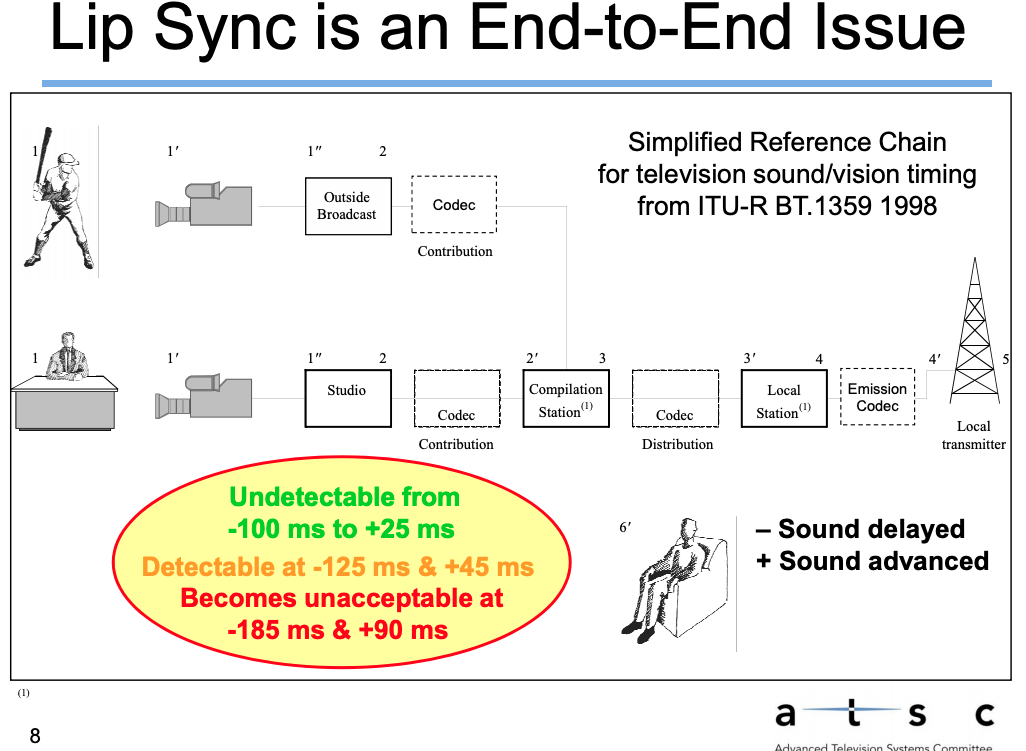 Lip Sync is an End-to-End Issue
Simplified Reference Chain
for television sound/vision timing
from ITU-R BT.1359 1998
1
1′
1″
2
Outside
Broadcast
Codec
Contribution
1
1′
1″
2
2′
3
3′
4
4′
5
Studio
Codec
Contribution
Compilation
Station(1)
Codec
Distribution
Local
Station(1)
Emission
Codec
Local
transmitter
Undetectable from
-100 ms to +25 ms
Detectable at -125 ms & +45 ms
Becomes unacceptable at
-185 ms & +90 ms
6′
– Sound delayed
+ Sound advanced
(1)
8
atsc
Advanced Television Systems Committee